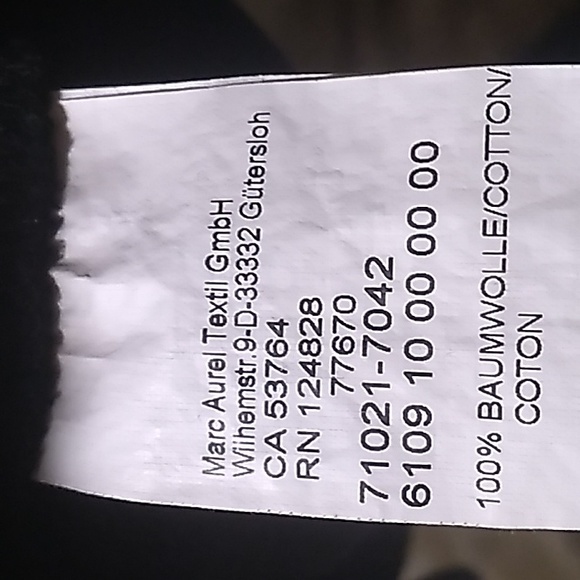 Marc Aurel Textil GmbH
Wilhemstr.9-D-33332 Gütersloh
CA 53764
RN 124828
77670
71021-7042
6109 10 00 00 00 00
100% BAUMWOLLE/COTTON/
COTON